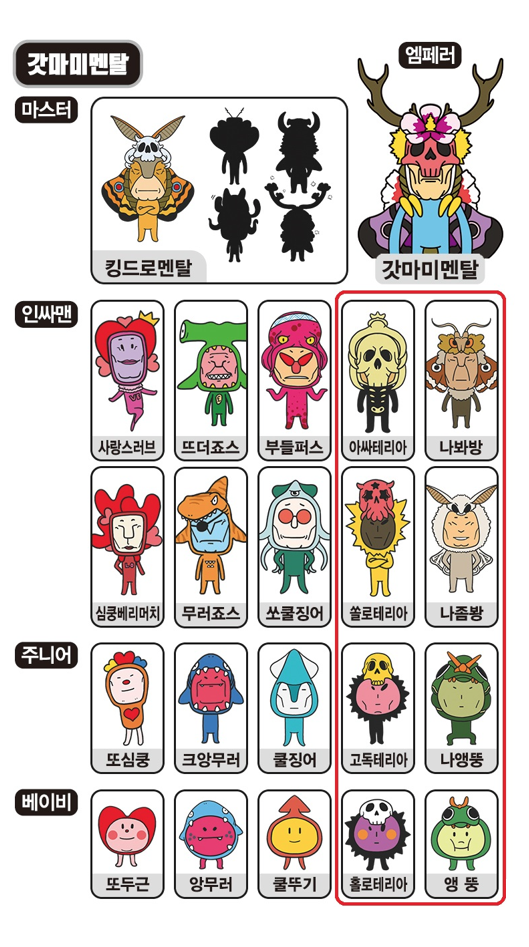 갓마미멘탈
엠페러
마스터
킹드로멘탈
갓마미멘탈
인싸맨
사랑스러브
뜨더죠스
부들퍼스
아싸테리아
나봐방
심쿵베리머치
무러죠스
쏘쿨징어
쏠로테리아
나좀봥
주니어
또심쿵
크앙무러
쿨징어
고독테리아
나앵뚱
베이비
또두근
앙무러
쿨뚜기
홀로테리아
앵 뚱